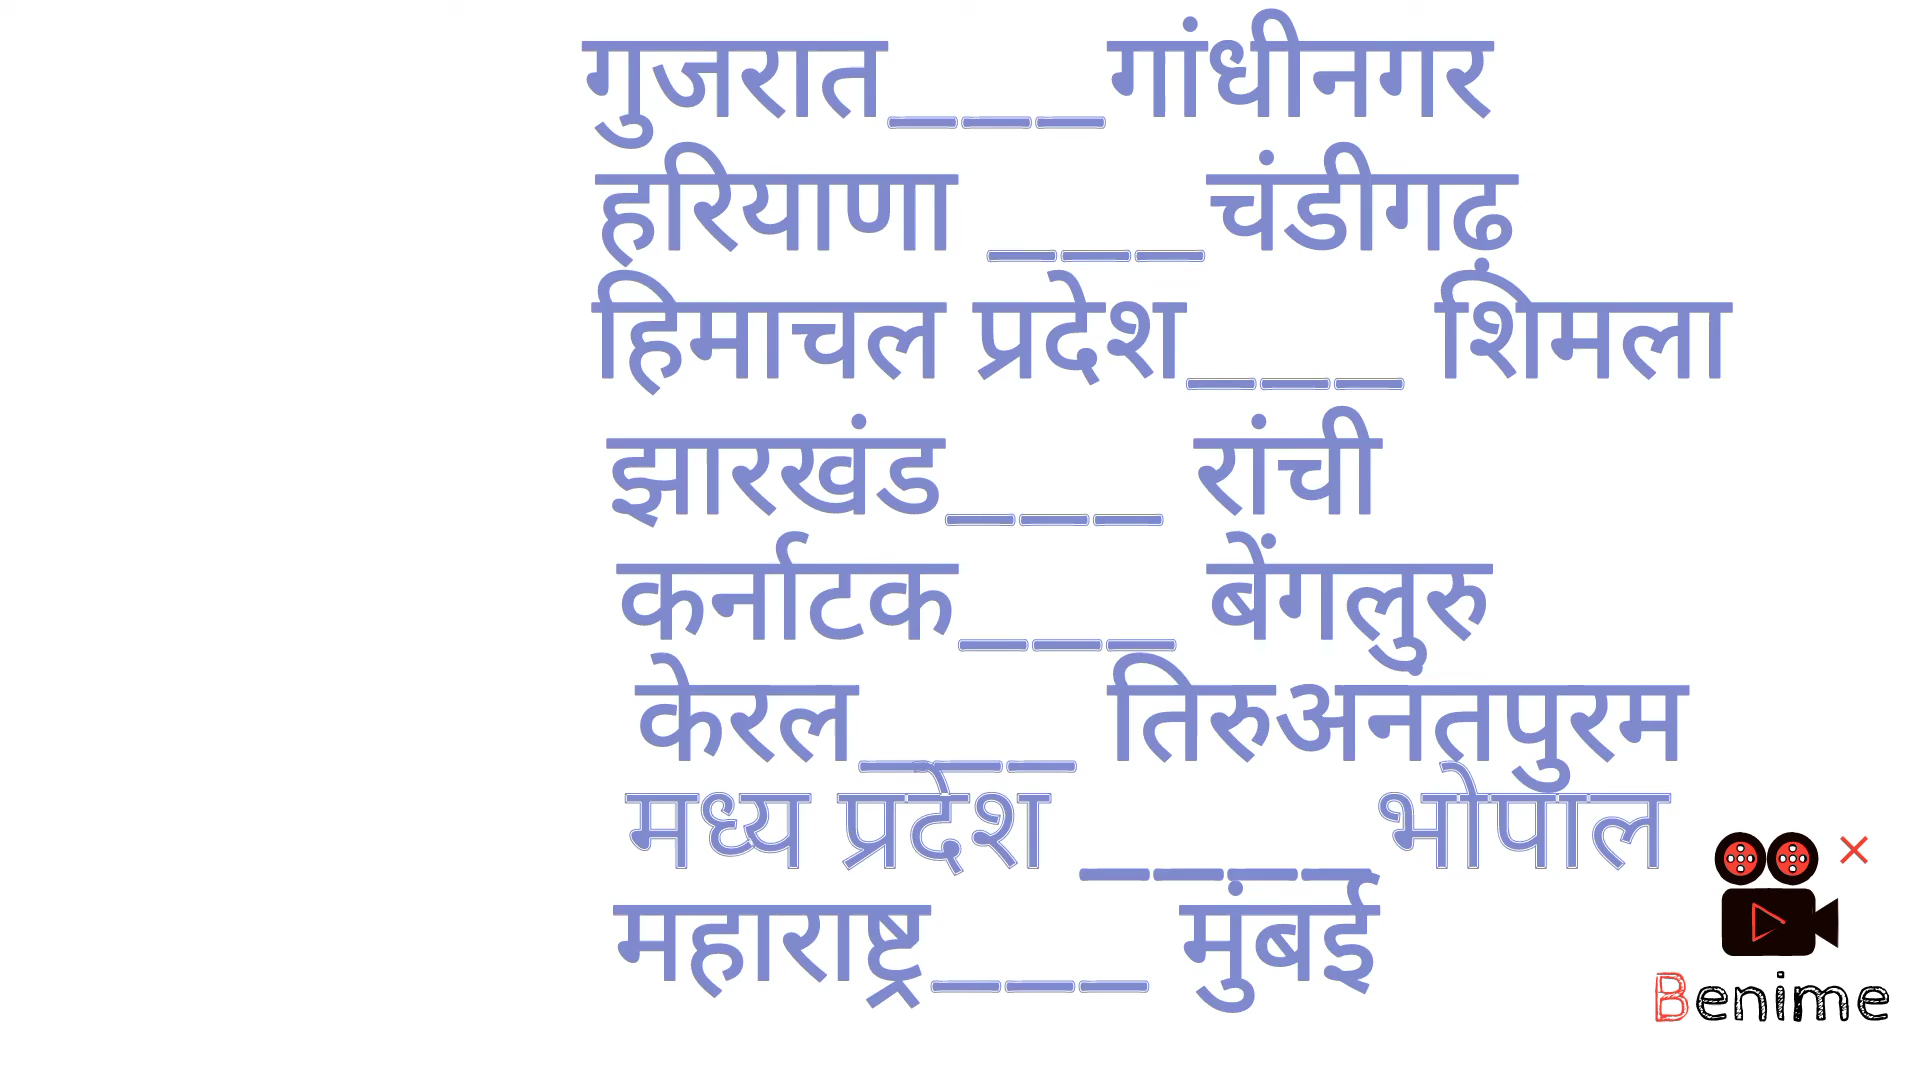 गुजरात___गांधीनगर
हरियाणा ___चंडीगढ़
हिमाचल प्रदेश___ शिमला
झारखंड___ रांची
कर्नाटक___ बेंगलुरु
केरल___ तिरुअनंतपुरम
मध्य प्रदेश ____भोपाल
महाराष्ट्र___ मुंबई
Benime